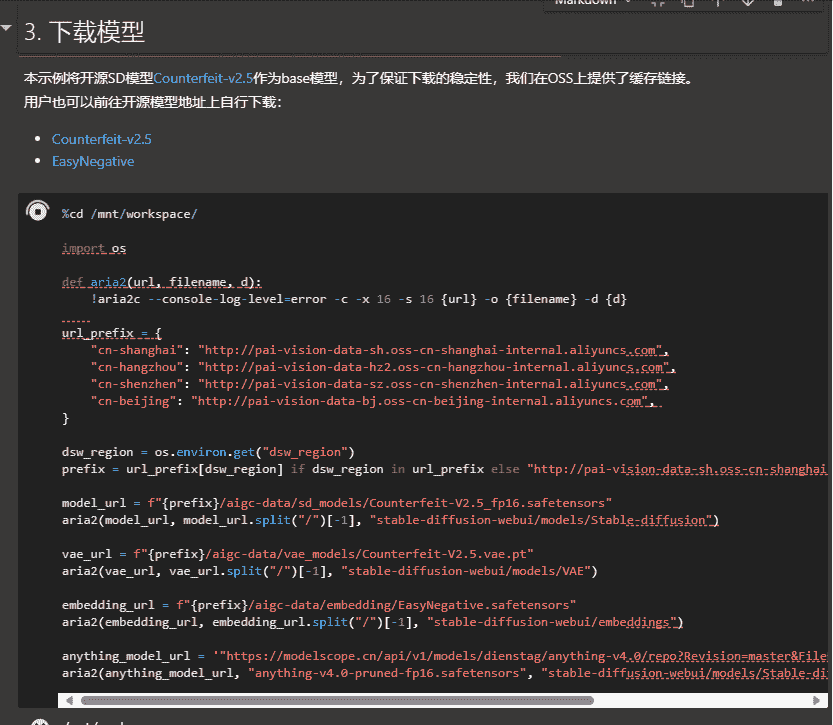 Markdown
3. 下载模型
本示例将开源SD模型Counterfeit-v2.5作为base模型，为了保证下载的稳定性，我们在OSS上提供了缓存链接。
用户也可以前往开源模型地址上自行下载：
Counterfeit-v2.5
EasyNegative
%cd /mnt/workspace/
import os
def aria2(url, filename, d):
!aria2c --console-log-level=error -c -x 16 -s 16 {url} -o {filename} -d {d}
url_prefix = {
"cn-shanghai": "http://pai-vision-data-sh.oss-cn-shanghai-internal.aliyuncs.com",
"cn-hangzhou": "http://pai-vision-data-hz2.oss-cn-hangzhou-internal.aliyuncs.com",
"cn-shenzhen": "http://pai-vision-data-sz.oss-cn-shenzhen-internal.aliyuncs.com",
"cn-beijing": "http://pai-vision-data-bj.oss-cn-beijing-internal.aliyuncs.com",
}
dsw_region = os.environ.get("dsw_region")
prefix = url_prefix[dsw_region] if dsw_region in url_prefix else "http://pai-vision-data-sh.oss-cn-shanghai
model_url = f"{prefix}/aigc-data/sd_models/Counterfeit-V2.5_fp16.safetensors"
aria2(model_url, model_url.split("/")[-1], "stable-diffusion-webui/models/Stable-diffusion")
vae_url = f"{prefix}/aigc-data/vae_models/Counterfeit-V2.5.vae.pt"
aria2(vae_url, vae_url.split("/")[-1], "stable-diffusion-webui/models/VAE")
embedding_url = f"{prefix}/aigc-data/embedding/EasyNegative.safetensors"
aria2(embedding_url, embedding_url.split("/")[-1], "stable-diffusion-webui/embeddings")
anything_model_url = '"https://modelscope.cn/api/v1/models/dienstag/anything-v4.0/repo?Revision=master&File
aria2(anything_model_url, "anything-v4.0-pruned-fp16.safetensors", "stable-diffusion-webui/models/Stable-di